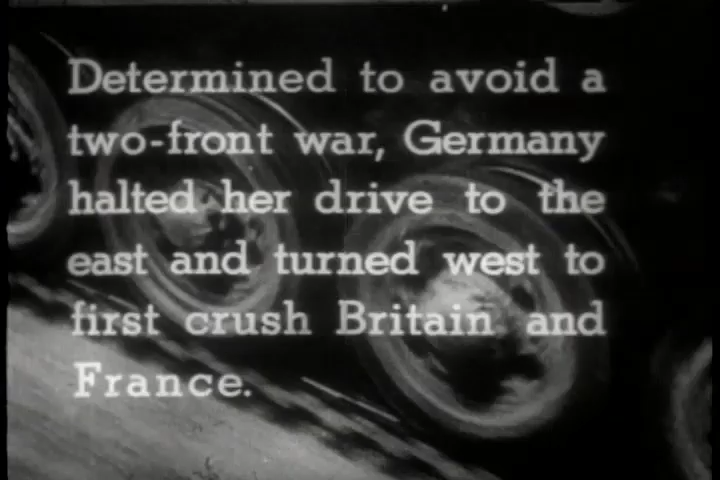 Determined to avoid a
two-front war, Germany
halted her drive to the
east and turned west to
first crush Britain and
France.